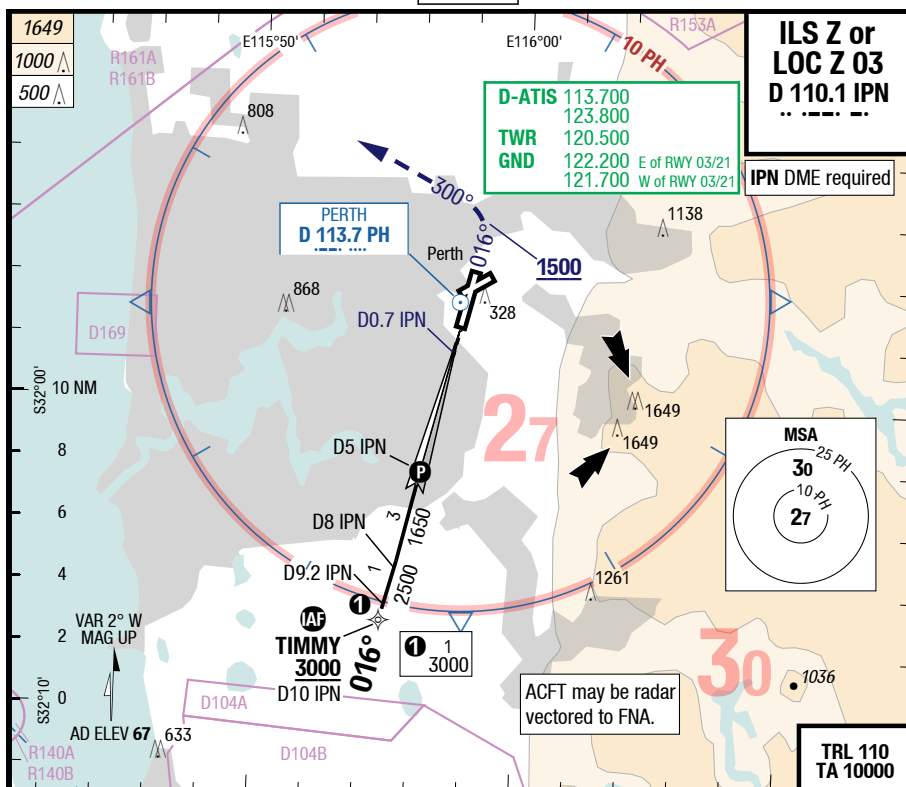 1649
1000
500
R161A
R161B
E115°50'
E116°00'
R153A
10 PH
ILS Z or
LOC Z 03
D 110.1 IPN
IPN DME required
D-ATIS 113.700
123.800
TWR 120.500
GND 122.200 E of RWY 03/21
121.700 W of RWY 03/21
808
300°
016°
1138
PERTH
D 113.7 PH
Perth
1500
868
328
D169
D0.7 IPN
S32°00'
10 NM
27
1649
1649
8
D5 IPN
P
MSA
25 PH
30
10 PH
27
6
D8 IPN
3
1650
4
1
2500
D9.2 IPN
1261
VAR 2° W
MAG UP
2
IAF
1
TIMMY
3000
D10 IPN
016°
1 1
3000
30
1036
S32°10'
0
D104A
ACFT may be radar
vectored to FNA.
AD ELEV 67
633
D104B
R140A
R140B
TRL 110
TA 10000